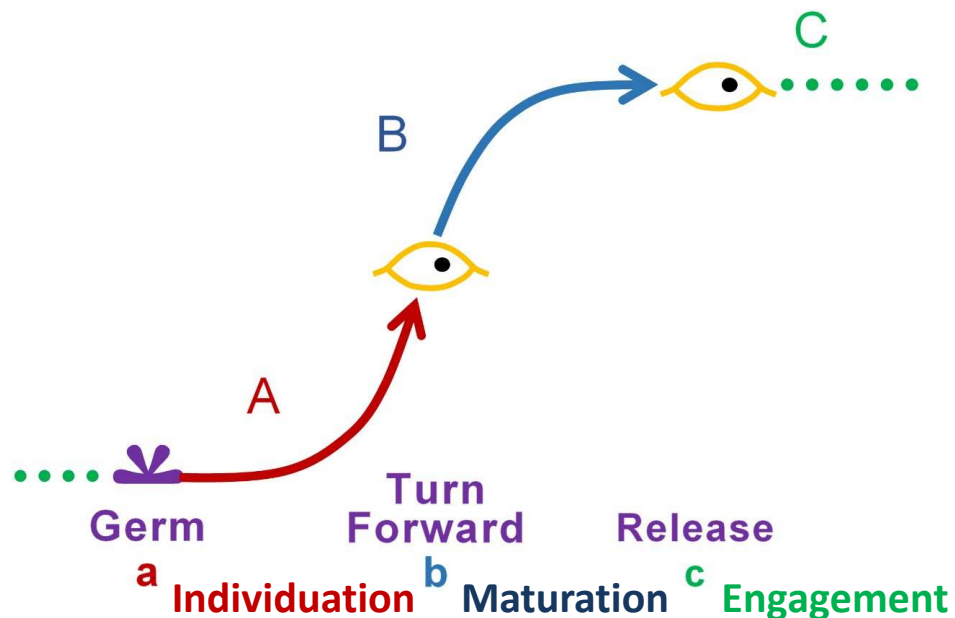 C
B
A
Germ
Turn
Forward
Release
a
b
c
Individuation
Maturation
Engagement